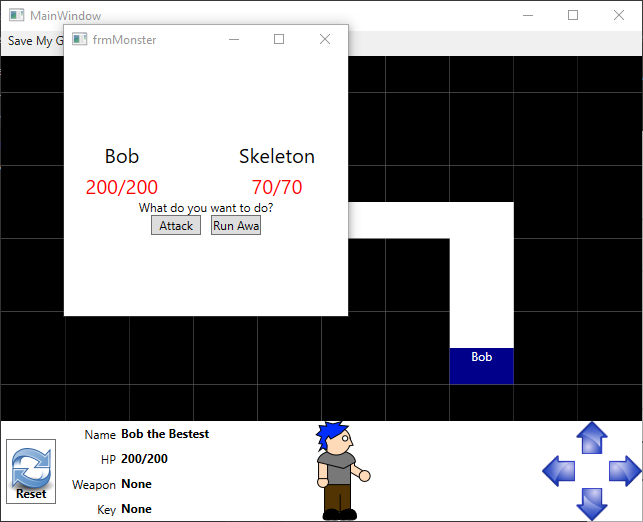 MainWindow
Save My G
frmMonster
Bob Skeleton
200/200 70/70
What do you want to do?
Attack Run Awa
Bob
Name Bob the Bestest
HP 200/200
Weapon None
Key None
Reset